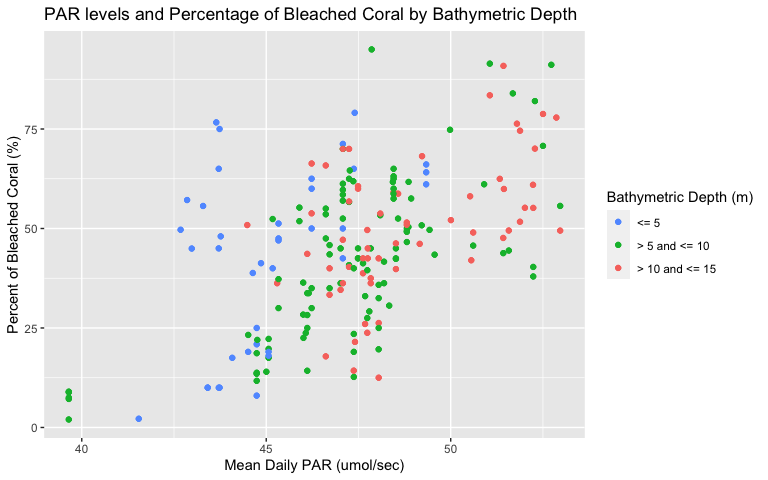 PAR levels and Percentage of Bleached Coral by Bathymetric Depth
Percent of Bleached Coral (%)
75
50
25
0
40
45
50
Mean Daily PAR (umol/sec)
Bathymetric Depth (m)
<= 5
> 5 and <= 10
> 10 and <= 15